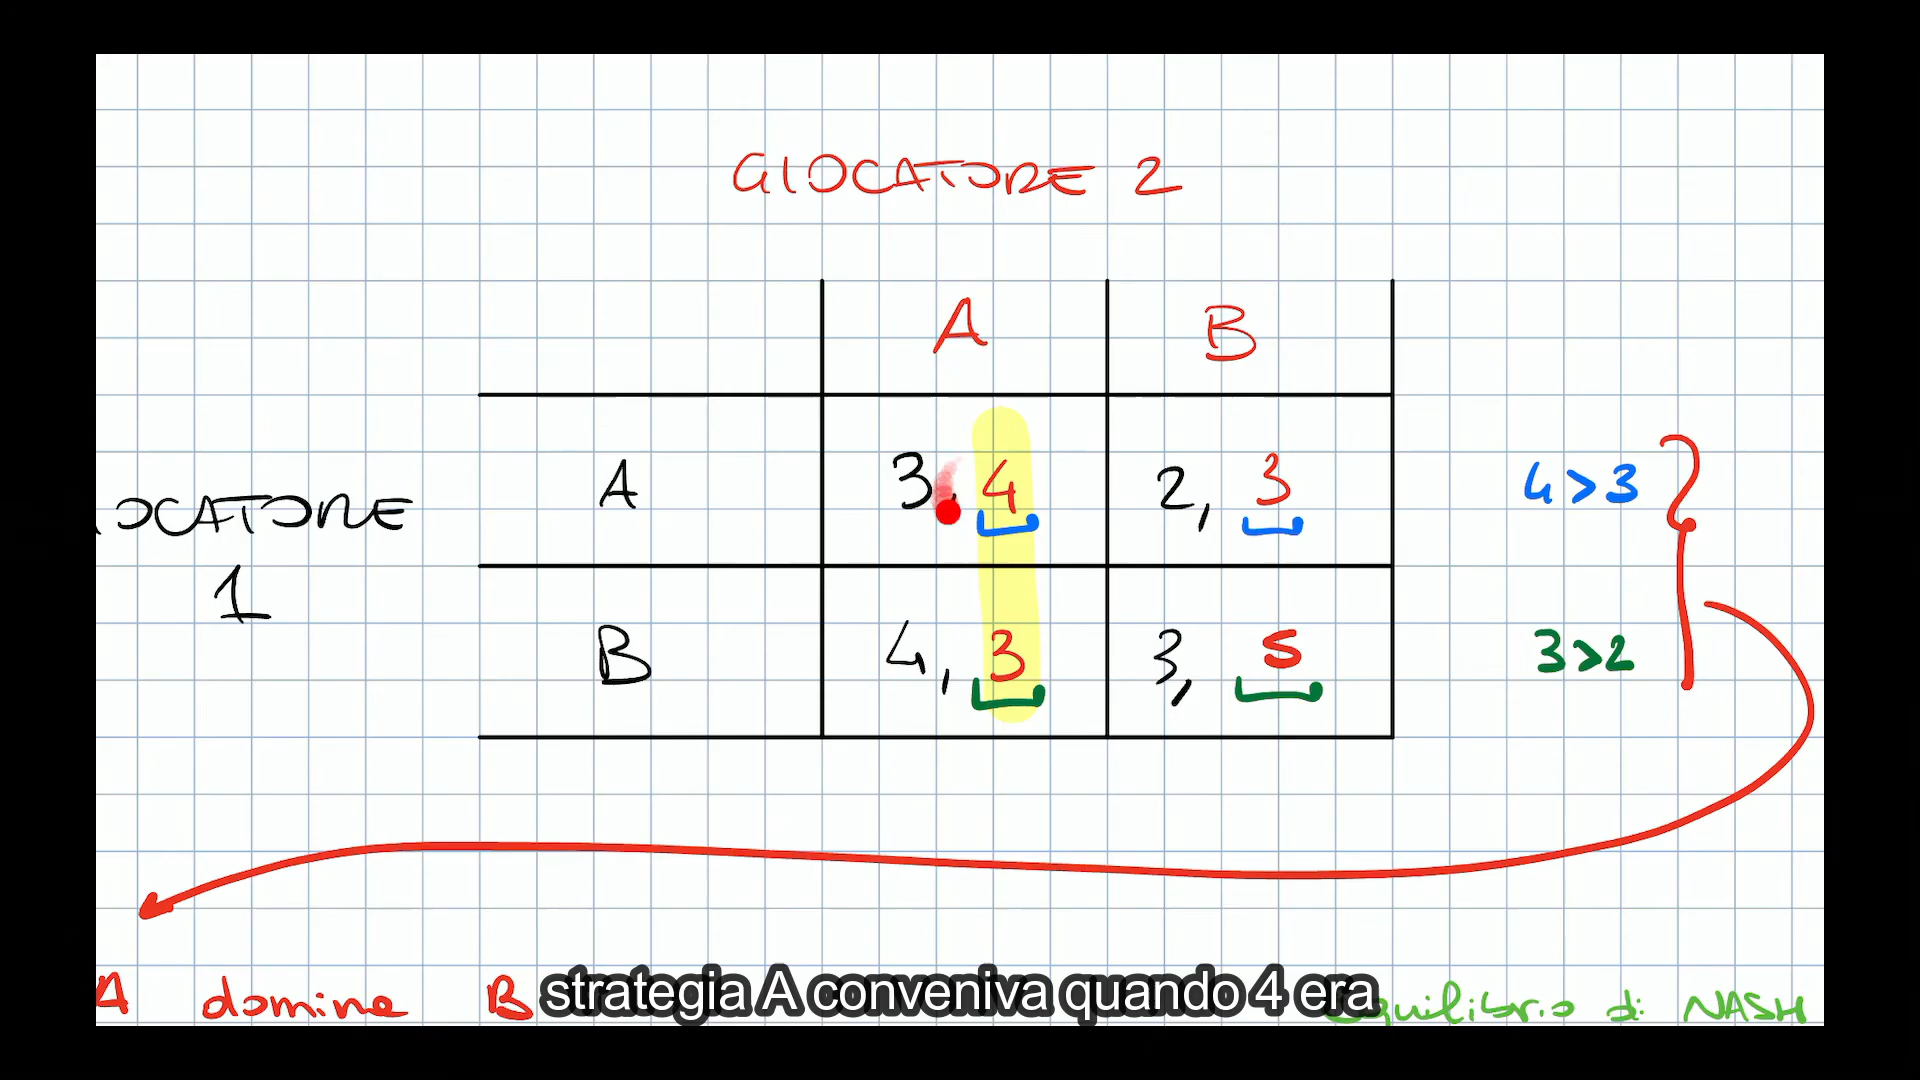 GIOCATORE 2
A B
A 3, 4 2, 3 4>3
OCATORE
1
B 4, 3 3, 5 3>2
A domina B
strategia A conveniva quando 4 era
equilibrio di NASH